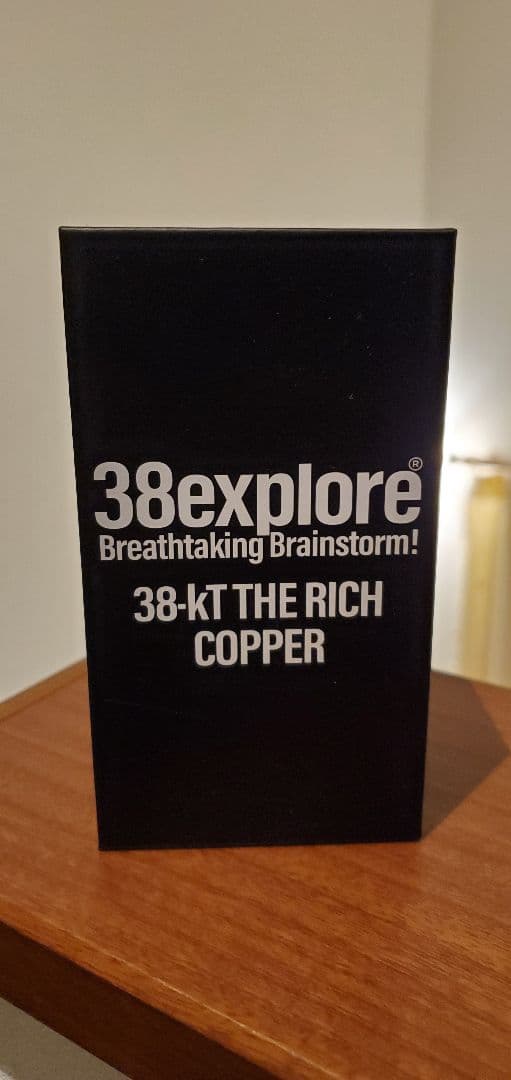 38explore®
Breathtaking Brainstorm!
38-kT THE RICH
COPPER